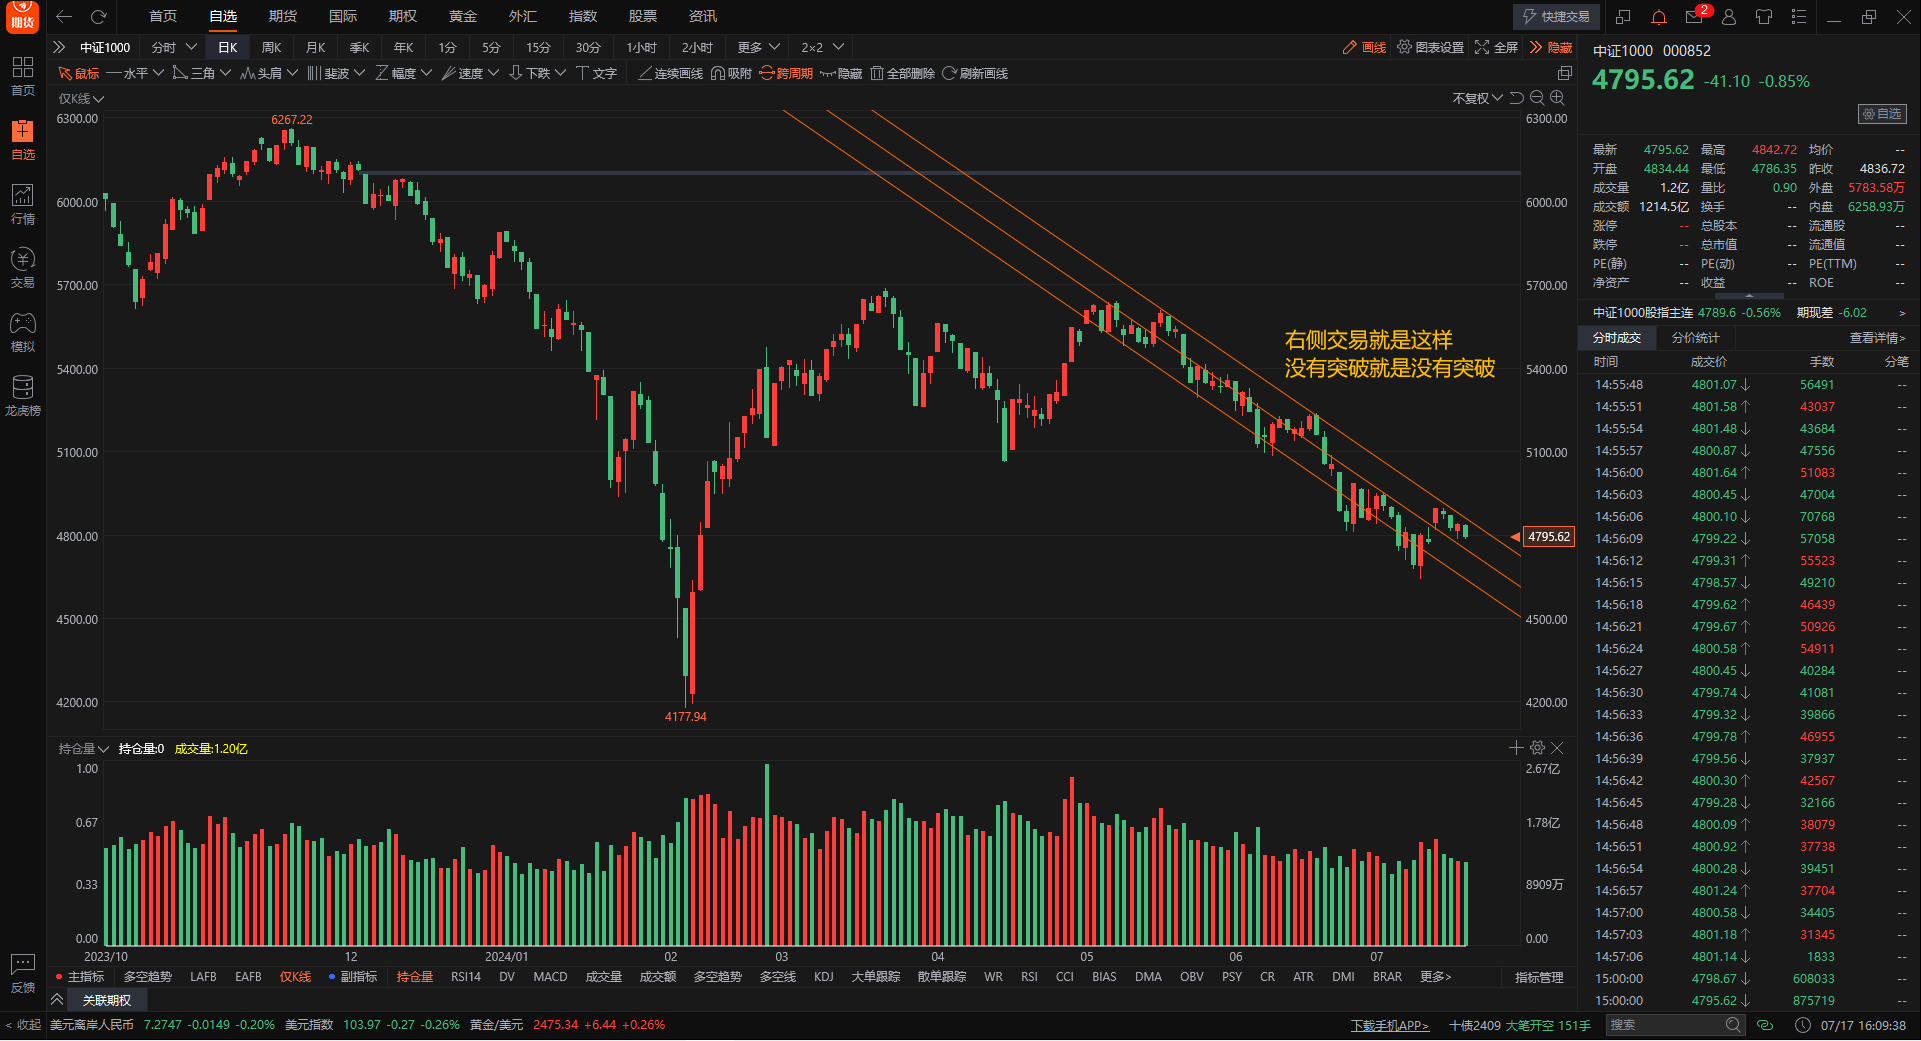 期货
首页 自选 期货 国际 期权 黄金 外汇 指数 股票 资讯
快捷交易 2
中证1000 分时 日K 周K 月K 季K 年K 1分 5分 15分 30分 1小时 2小时 更多 2×2
画线 图表设置 全屏 隐藏
鼠标 水平 三角 头肩 斐波 幅度 速度 下跌 文字 连续画线 吸附 跨周期 隐藏 全部删除 刷新画线
首页
自选
行情
交易
模拟
龙虎榜
反馈
< 收起
仅K线
不复权
6300.00 6300.00
6000.00 6000.00
5700.00 5700.00
5400.00 5400.00
5100.00 5100.00
4800.00
4500.00 4500.00
4200.00 4200.00
6267.22
4177.94
4795.62
右侧交易就是这样
没有突破就是没有突破
持仓量 持仓量:0 成交量:1.20亿
1.00 2.67亿
0.67 1.78亿
0.33 8909万
0.00 0.00
2023/10 12 2024/01 02 03 04 05 06 07
主指标 多空趋势 LAFB EAFB 仅K线 副指标 持仓量 RSI14 DV MACD 成交量 成交额 多空趋势 多空线 KDJ 大单跟踪 散单跟踪 WR RSI CCI BIAS DMA OBV PSY CR ATR DMI BRAR 更多> 指标管理
关联期权
中证1000 000852
4795.62 -41.10 -0.85%
自选
最新 4795.62 最高 4842.72 均价 --
开盘 4834.44 最低 4786.35 昨收 4836.72
成交量 1.2亿 量比 0.90 外盘 5783.58万
成交额 1214.5亿 换手 -- 内盘 6258.93万
涨停 -- 总股本 -- 流通股 --
跌停 -- 总市值 -- 流通值 --
PE(静) -- PE(动) -- PE(TTM) --
净资产 -- 收益 -- ROE --
中证1000股指主连 4789.6 -0.56% 期现差 -6.02 >
分时成交 分价统计 查看详情>
时间 成交价 手数 分笔
14:55:48 4801.07↓ 56491 --
14:55:51 4801.58↑ 43037 --
14:55:54 4801.48↓ 43684 --
14:55:57 4800.87↓ 47556 --
14:56:00 4801.64↑ 51083 --
14:56:03 4800.45↓ 47004 --
14:56:06 4800.10↓ 70768 --
14:56:09 4799.22↓ 57058 --
14:56:12 4799.31↑ 55523 --
14:56:15 4798.57↓ 49210 --
14:56:18 4799.62↑ 46439 --
14:56:21 4799.67↑ 50926 --
14:56:24 4800.58↑ 54911 --
14:56:27 4800.45↓ 40284 --
14:56:30 4799.74↓ 41081 --
14:56:33 4799.32↓ 39866 --
14:56:36 4799.78↑ 46955 --
14:56:39 4799.56↓ 37937 --
14:56:42 4800.30↑ 42567 --
14:56:45 4799.28↓ 32166 --
14:56:48 4800.09↑ 38079 --
14:56:51 4800.92↑ 37738 --
14:56:54 4800.28↓ 39451 --
14:56:57 4801.24↑ 37704 --
14:57:00 4800.58↓ 34405 --
14:57:03 4801.18↑ 31345 --
14:57:06 4801.14↓ 1833 --
15:00:00 4798.67↓ 608033 --
15:00:00 4795.62↓ 875719 --
美元离岸人民币 7.2747 -0.0149 -0.20% 美元指数 103.97 -0.27 -0.26% 黄金/美元 2475.34 +6.44 +0.26%
下载手机APP> 十债2409 大笔开空 151手 搜索 07/17 16:09:38